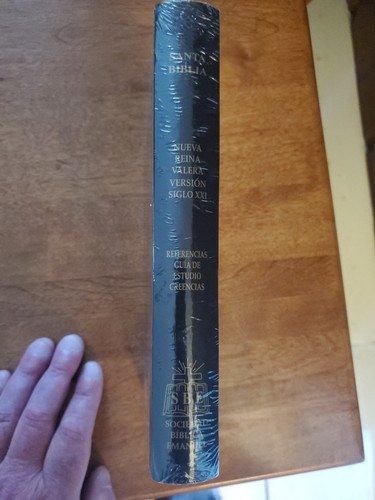 SANTA
BIBLIA
NUEVA
REINA
VALERA
VERSIÓN
SIGLO XXI
REFERENCIAS
GUÍA DE
ESTUDIO
CREENCIAS
SBE
SOCIEDAD
BÍBLICA
EMANUEL